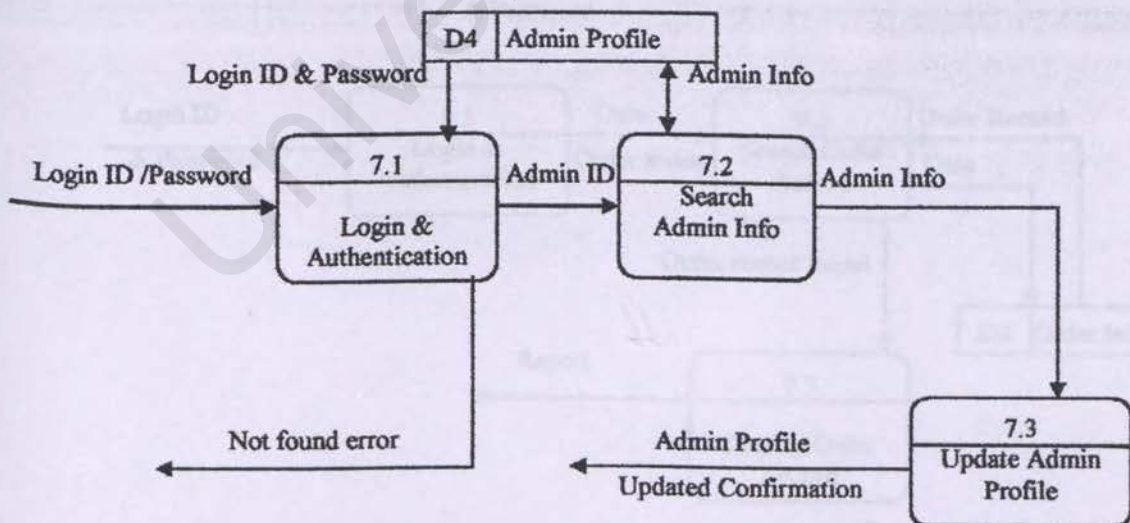 D4 Admin Profile
Login ID & Password
Admin Info
Login ID /Password
7.1
Login &
Authentication
Admin ID
7.2
Search
Admin Info
Admin Info
Not found error
Admin Profile
Updated Confirmation
7.3
Update Admin
Profile